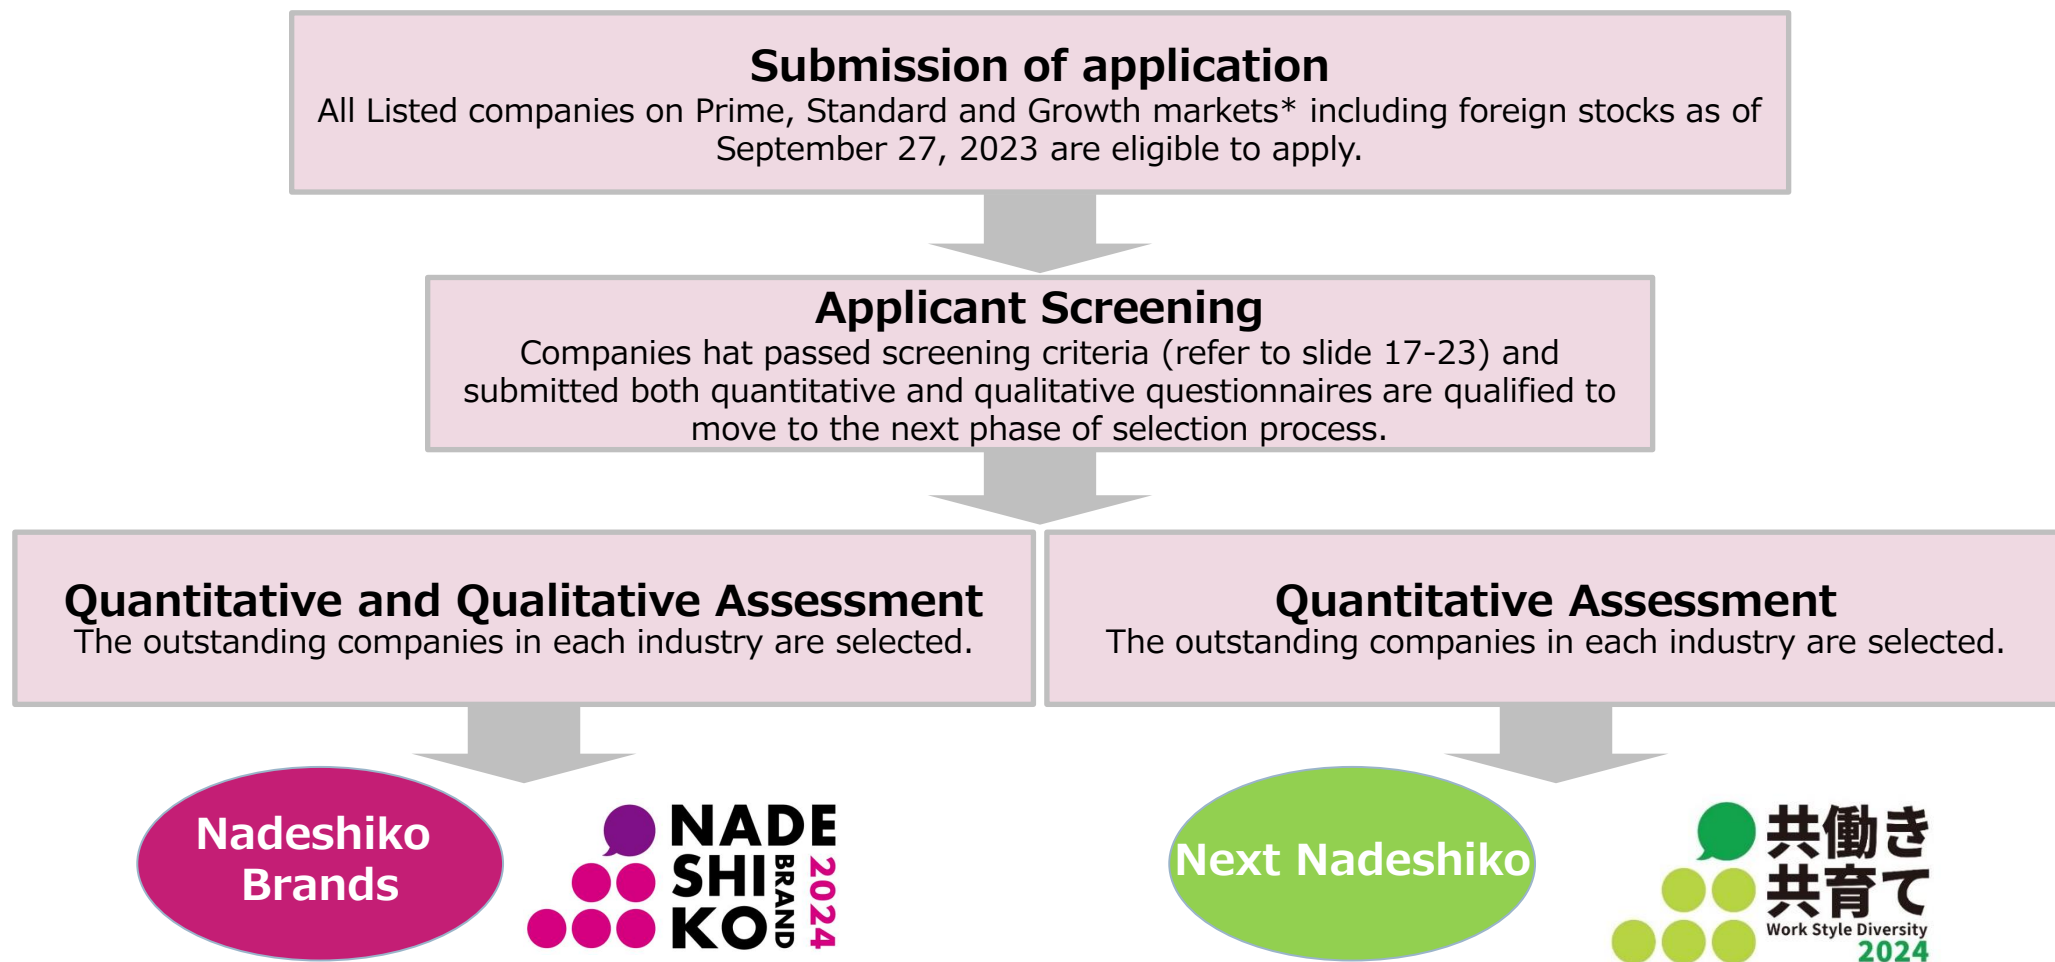 Submission of application
All Listed companies on Prime, Standard and Growth markets* including foreign stocks as of
September 27, 2023 are eligible to apply.
Applicant Screening
Companies hat passed screening criteria (refer to slide 17-23) and
submitted both quantitative and qualitative questionnaires are qualified to
move to the next phase of selection process.
Quantitative and Qualitative Assessment
The outstanding companies in each industry are selected.
Quantitative Assessment
The outstanding companies in each industry are selected.
Nadeshiko
Brands
NADE
SHI
KO
BRAND
2024
Next Nadeshiko
共働き
共育て
Work Style Diversity
2024